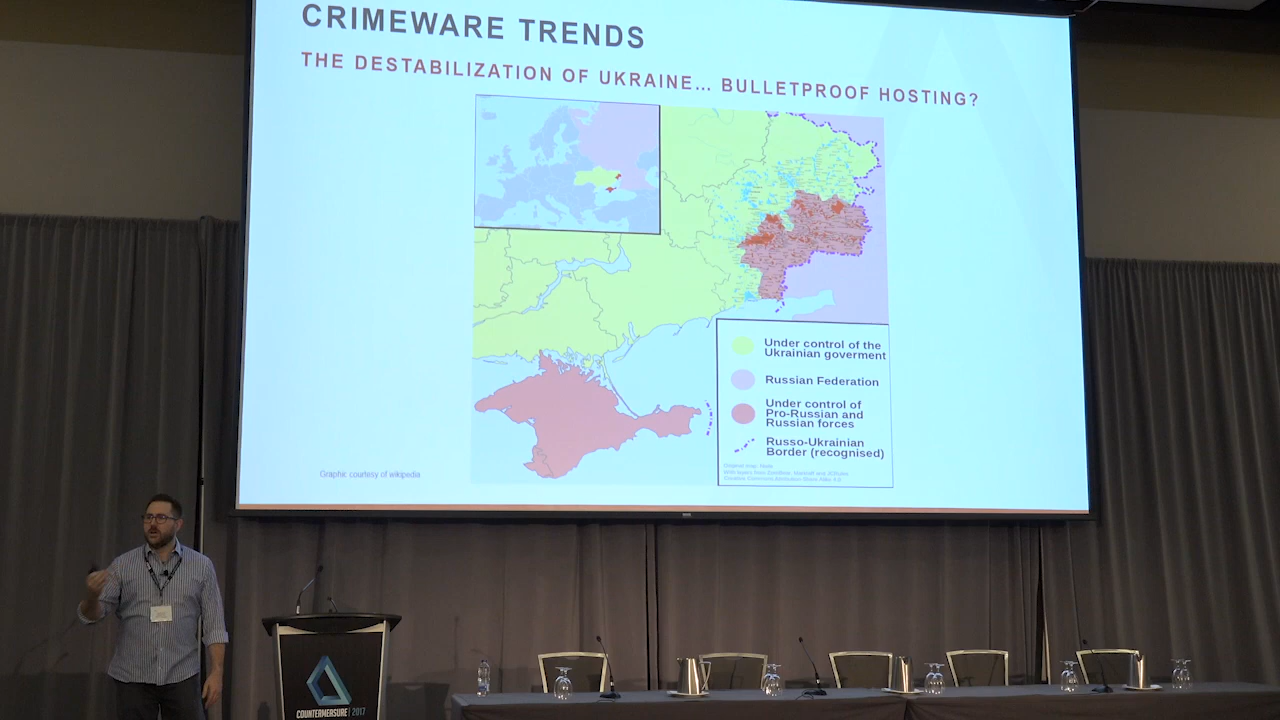 CRIMEWARE TRENDS
THE DESTABILIZATION OF UKRAINE... BULLETPROOF HOSTING?
Under control of the
Ukrainian goverment
Russian Federation
Under control of
Pro-Russian and
Russian forces
Russo-Ukrainian
Border (recognised)
Graphic courtesy of wikipedia
COUNTERMEASURE | 2017